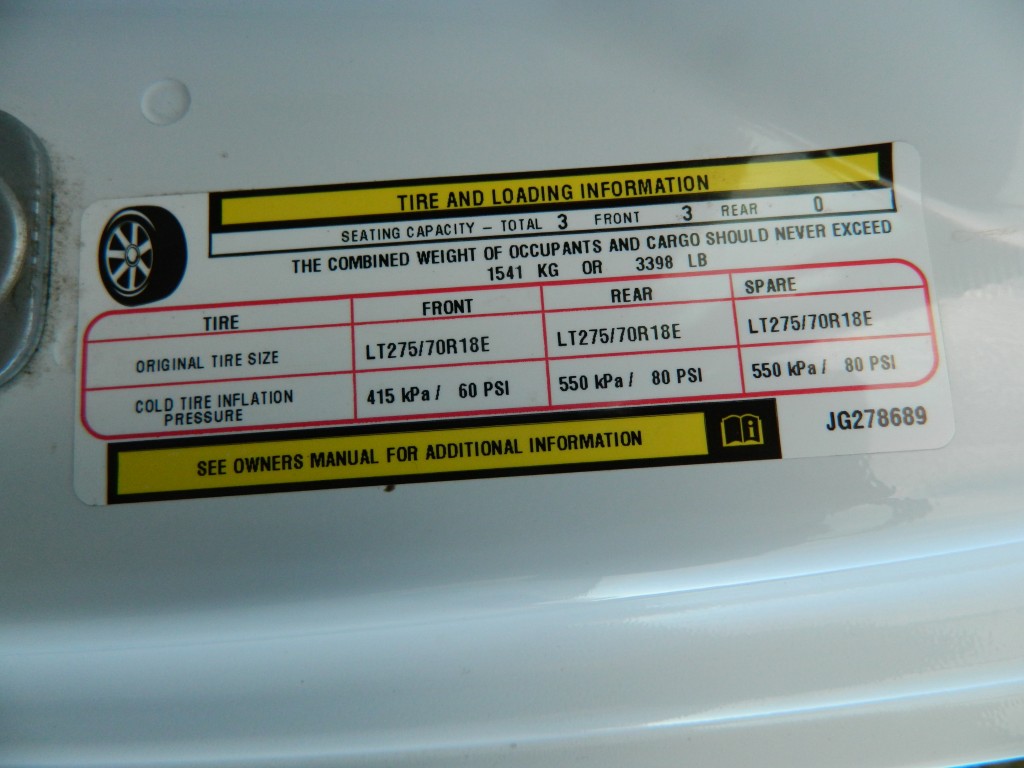 TIRE AND LOADING INFORMATION
SEATING CAPACITY – TOTAL 3 FRONT 3 REAR 0
THE COMBINED WEIGHT OF OCCUPANTS AND CARGO SHOULD NEVER EXCEED
1541 KG OR 3398 LB
TIRE FRONT REAR SPARE
ORIGINAL TIRE SIZE LT275/70R18E LT275/70R18E LT275/70R18E
COLD TIRE INFLATION
PRESSURE 415 kPa / 60 PSI 550 kPa / 80 PSI 550 kPa / 80 PSI
SEE OWNERS MANUAL FOR ADDITIONAL INFORMATION i
JG278689